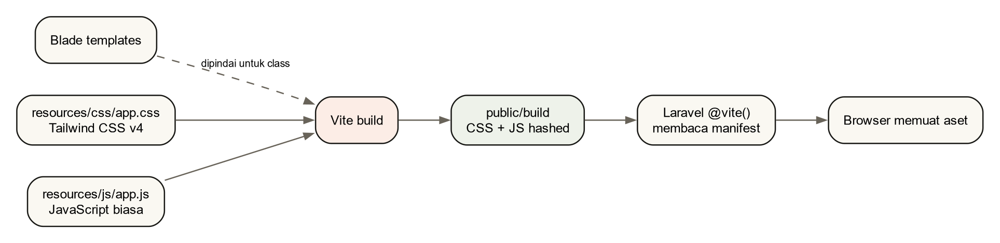 Blade templates
dipindai untuk class
resources/css/app.css
Tailwind CSS v4
resources/js/app.js
JavaScript biasa
Vite build
public/build
CSS + JS hashed
Laravel @vite()
membaca manifest
Browser memuat aset